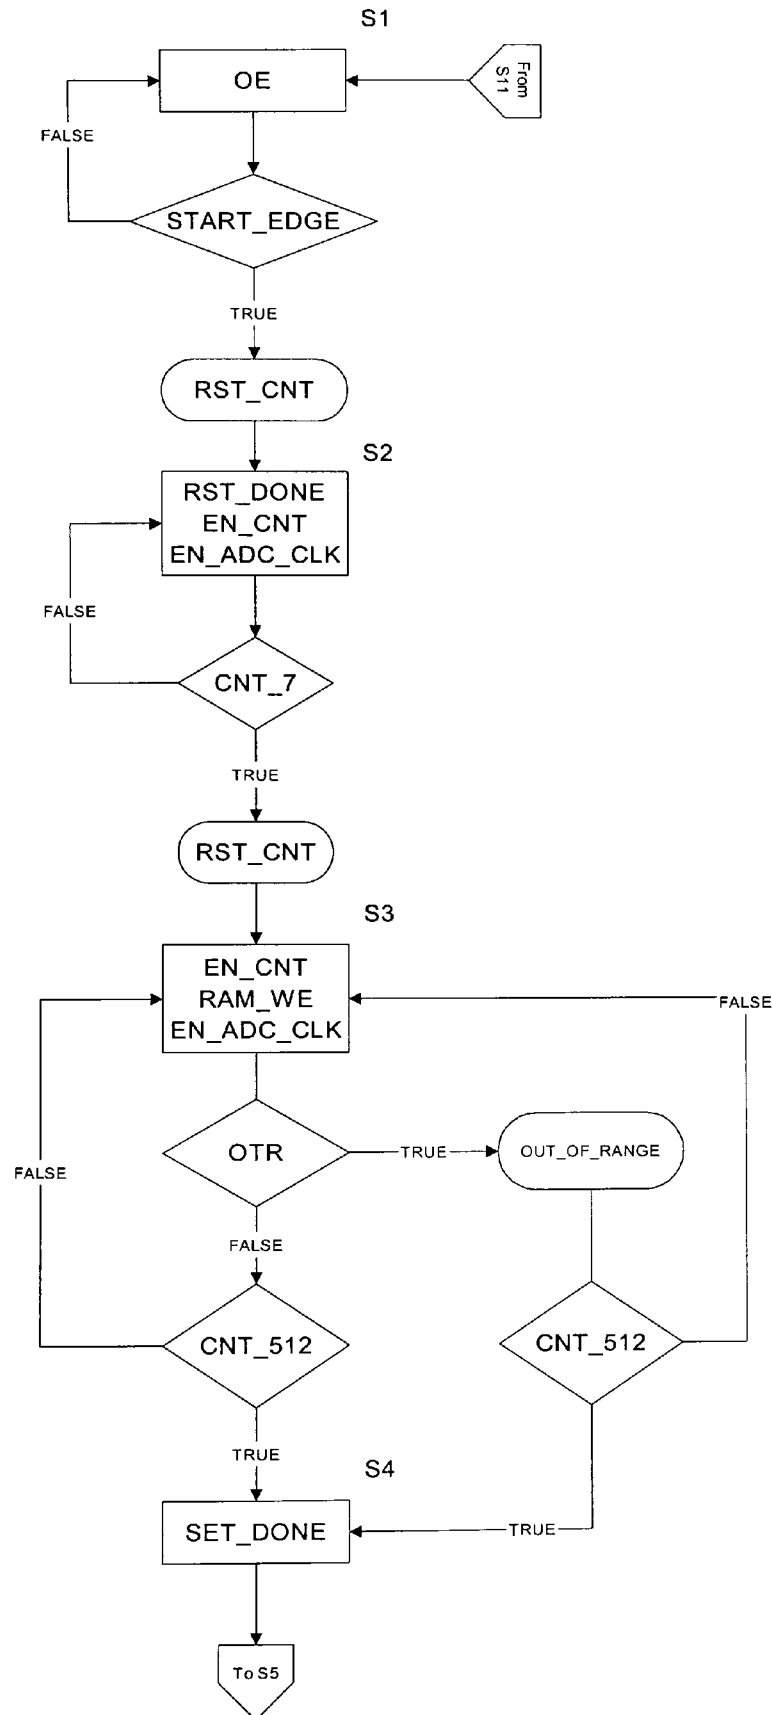 S1
OE
From
S11
FALSE
START_EDGE
TRUE
RST_CNT
S2
RST_DONE
EN_CNT
EN_ADC_CLK
FALSE
CNT_7
TRUE
RST_CNT
S3
EN_CNT
RAM_WE
EN_ADC_CLK
FALSE
OTR
TRUE
OUT_OF_RANGE
FALSE
FALSE
CNT_512
CNT_512
TRUE
S4
SET_DONE
TRUE
To S5